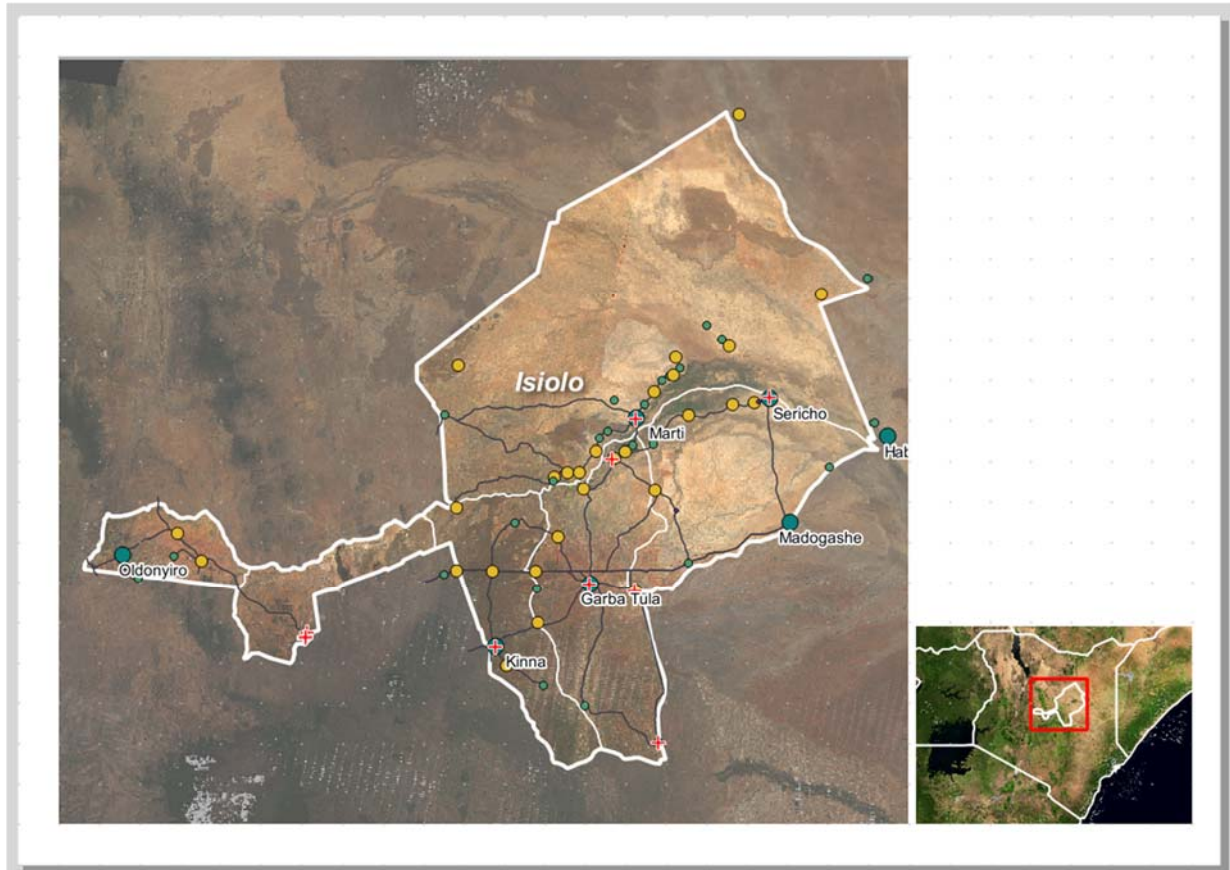 Isiolo
Sericho
Marti
Hab
Madogashe
Oldonyiro
Garba Tula
Kinna